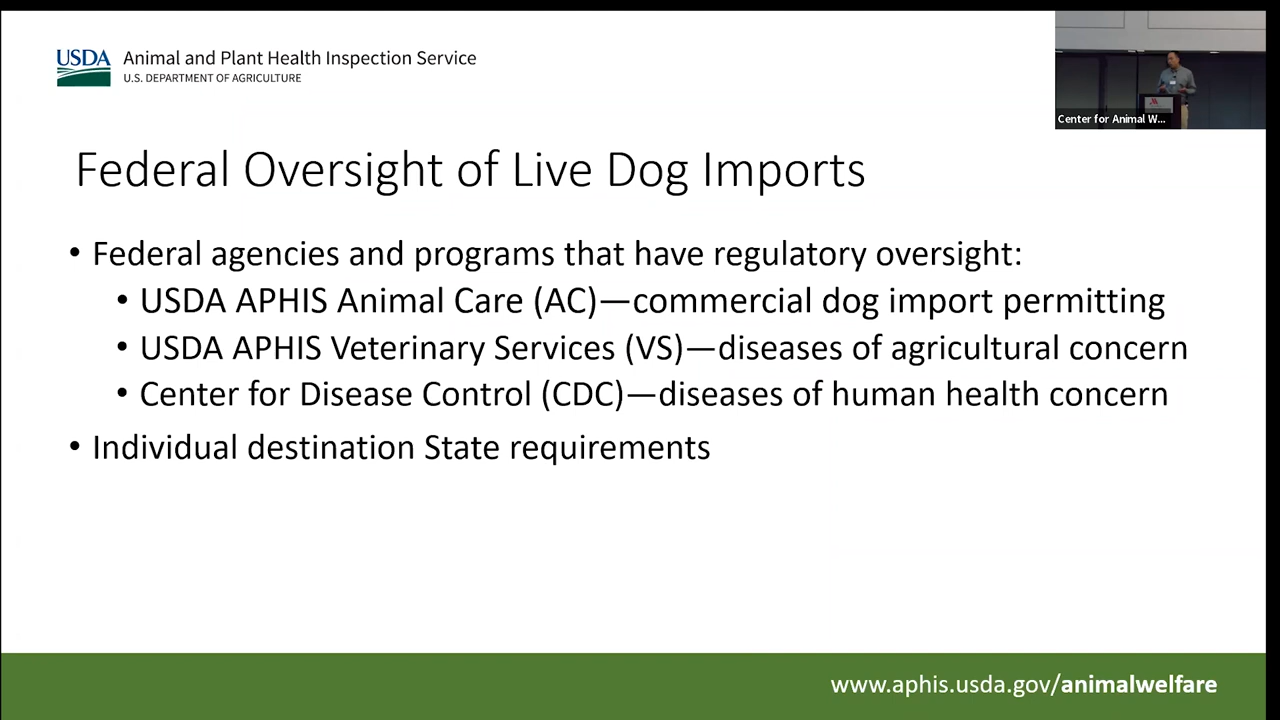 USDA
Animal and Plant Health Inspection Service
U.S. DEPARTMENT OF AGRICULTURE
Center for Animal W...
Federal Oversight of Live Dog Imports
• Federal agencies and programs that have regulatory oversight:
• USDA APHIS Animal Care (AC)—commercial dog import permitting
• USDA APHIS Veterinary Services (VS)—diseases of agricultural concern
• Center for Disease Control (CDC)—diseases of human health concern
• Individual destination State requirements
www.aphis.usda.gov/animalwelfare